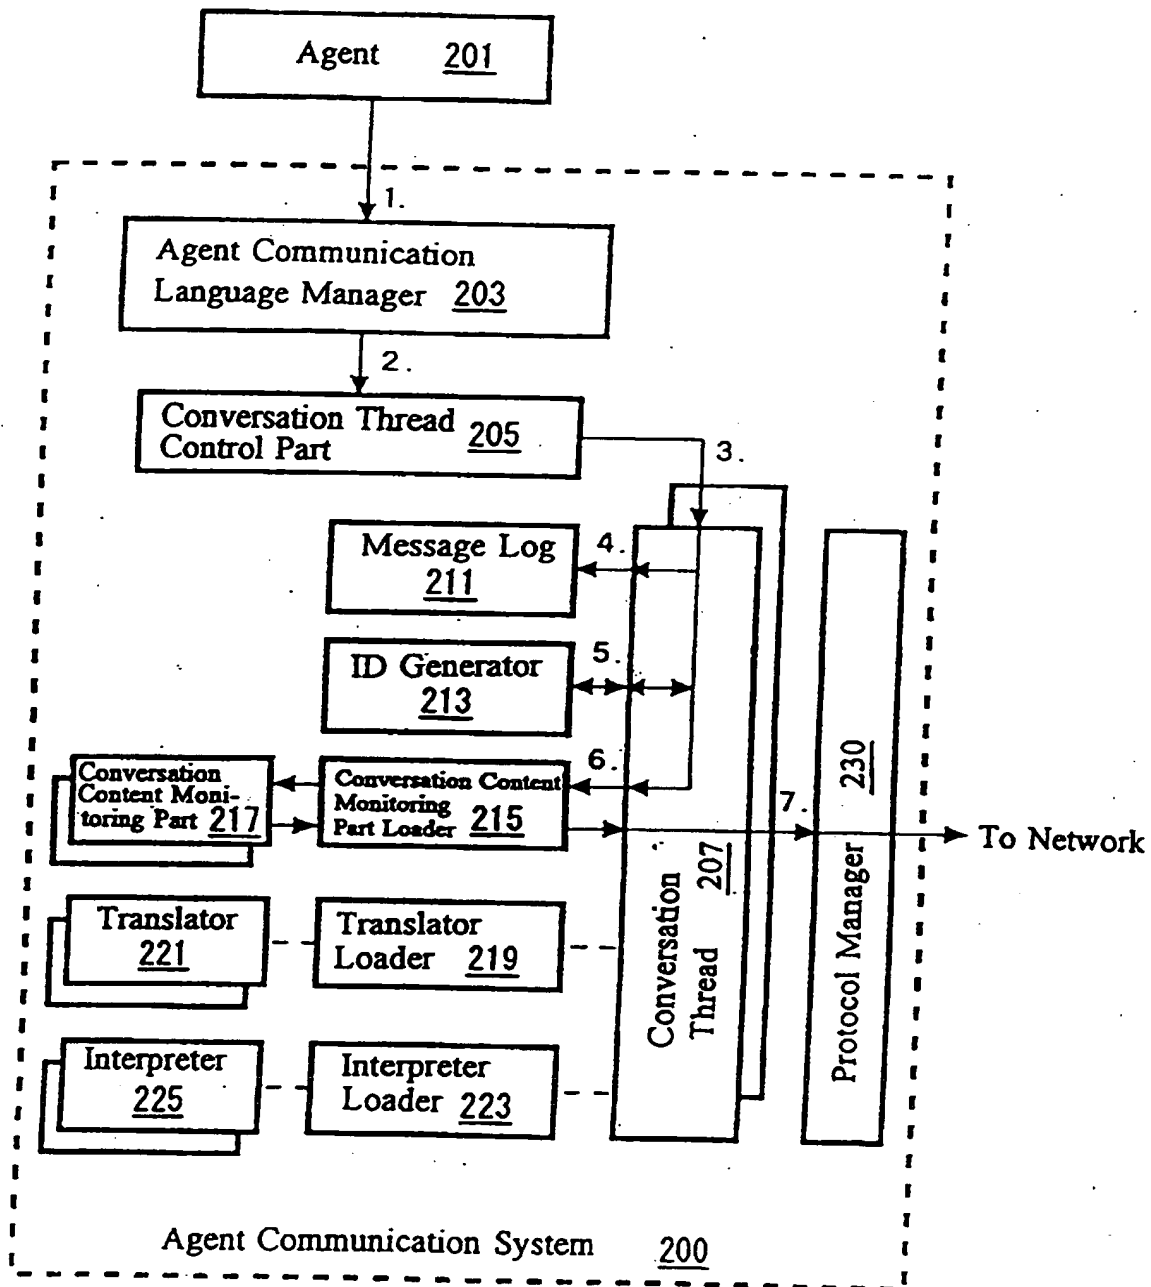 Agent 201
1.
Agent Communication
Language Manager 203
2.
Conversation Thread
Control Part 205
3.
Message Log
211
4.
ID Generator
213
5.
Conversation
Content Moni-
toring Part 217
Conversation Content
Monitoring
Part Loader 215
6.
7.
To Network
Translator
221
Translator
Loader 219
Interpreter
225
Interpreter
Loader 223
Conversation
Thread 207
Protocol Manager 230
Agent Communication System 200